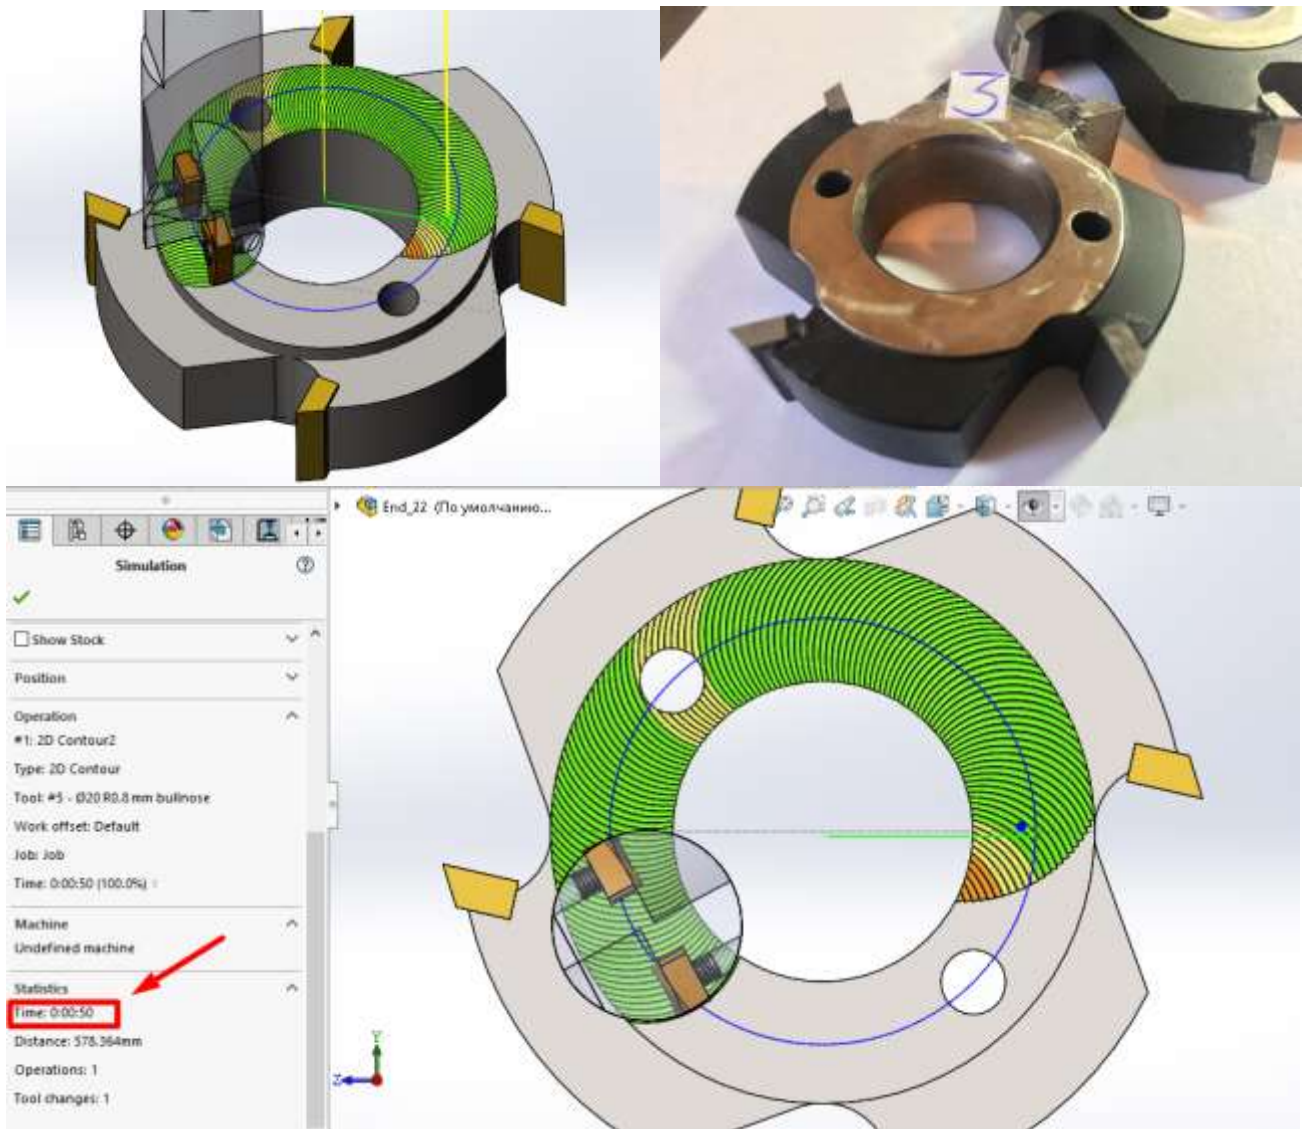 3
End_22 (По умолчанию...
Simulation
Show Stock
Position
Operation
#1: 2D Contour2
Type: 2D Contour
Tool: #5 - Ø20 R0.8 mm bullnose
Work offset: Default
Job: Job
Time: 0:00:50 (100.0%)
Machine
Undefined machine
Statistics
Time: 0:00:50
Distance: 578.364mm
Operations: 1
Tool changes: 1
Y
Z